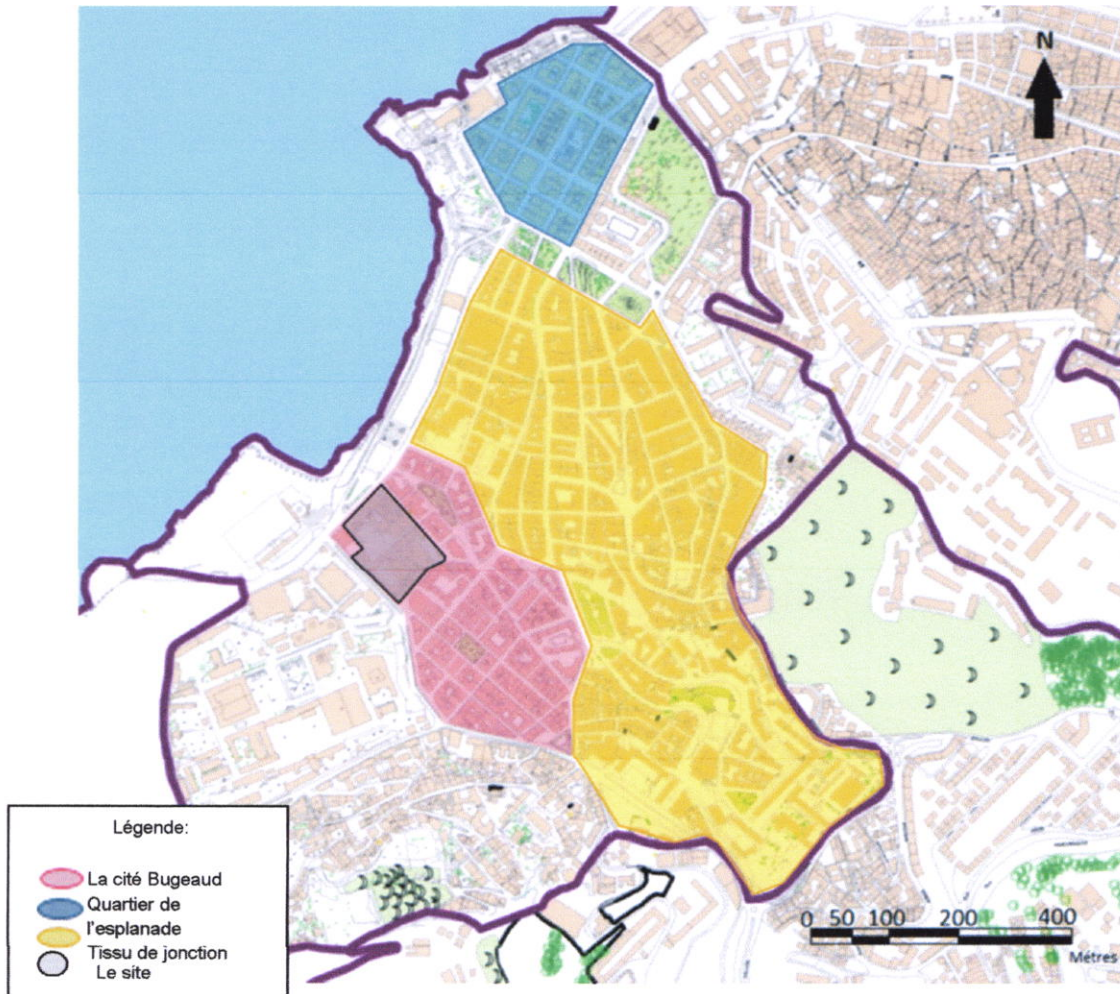 N
0 50 100 200 400
Métres
Légende:
La cité Bugeaud
Quartier de
l'esplanade
Tissu de jonction
Le site